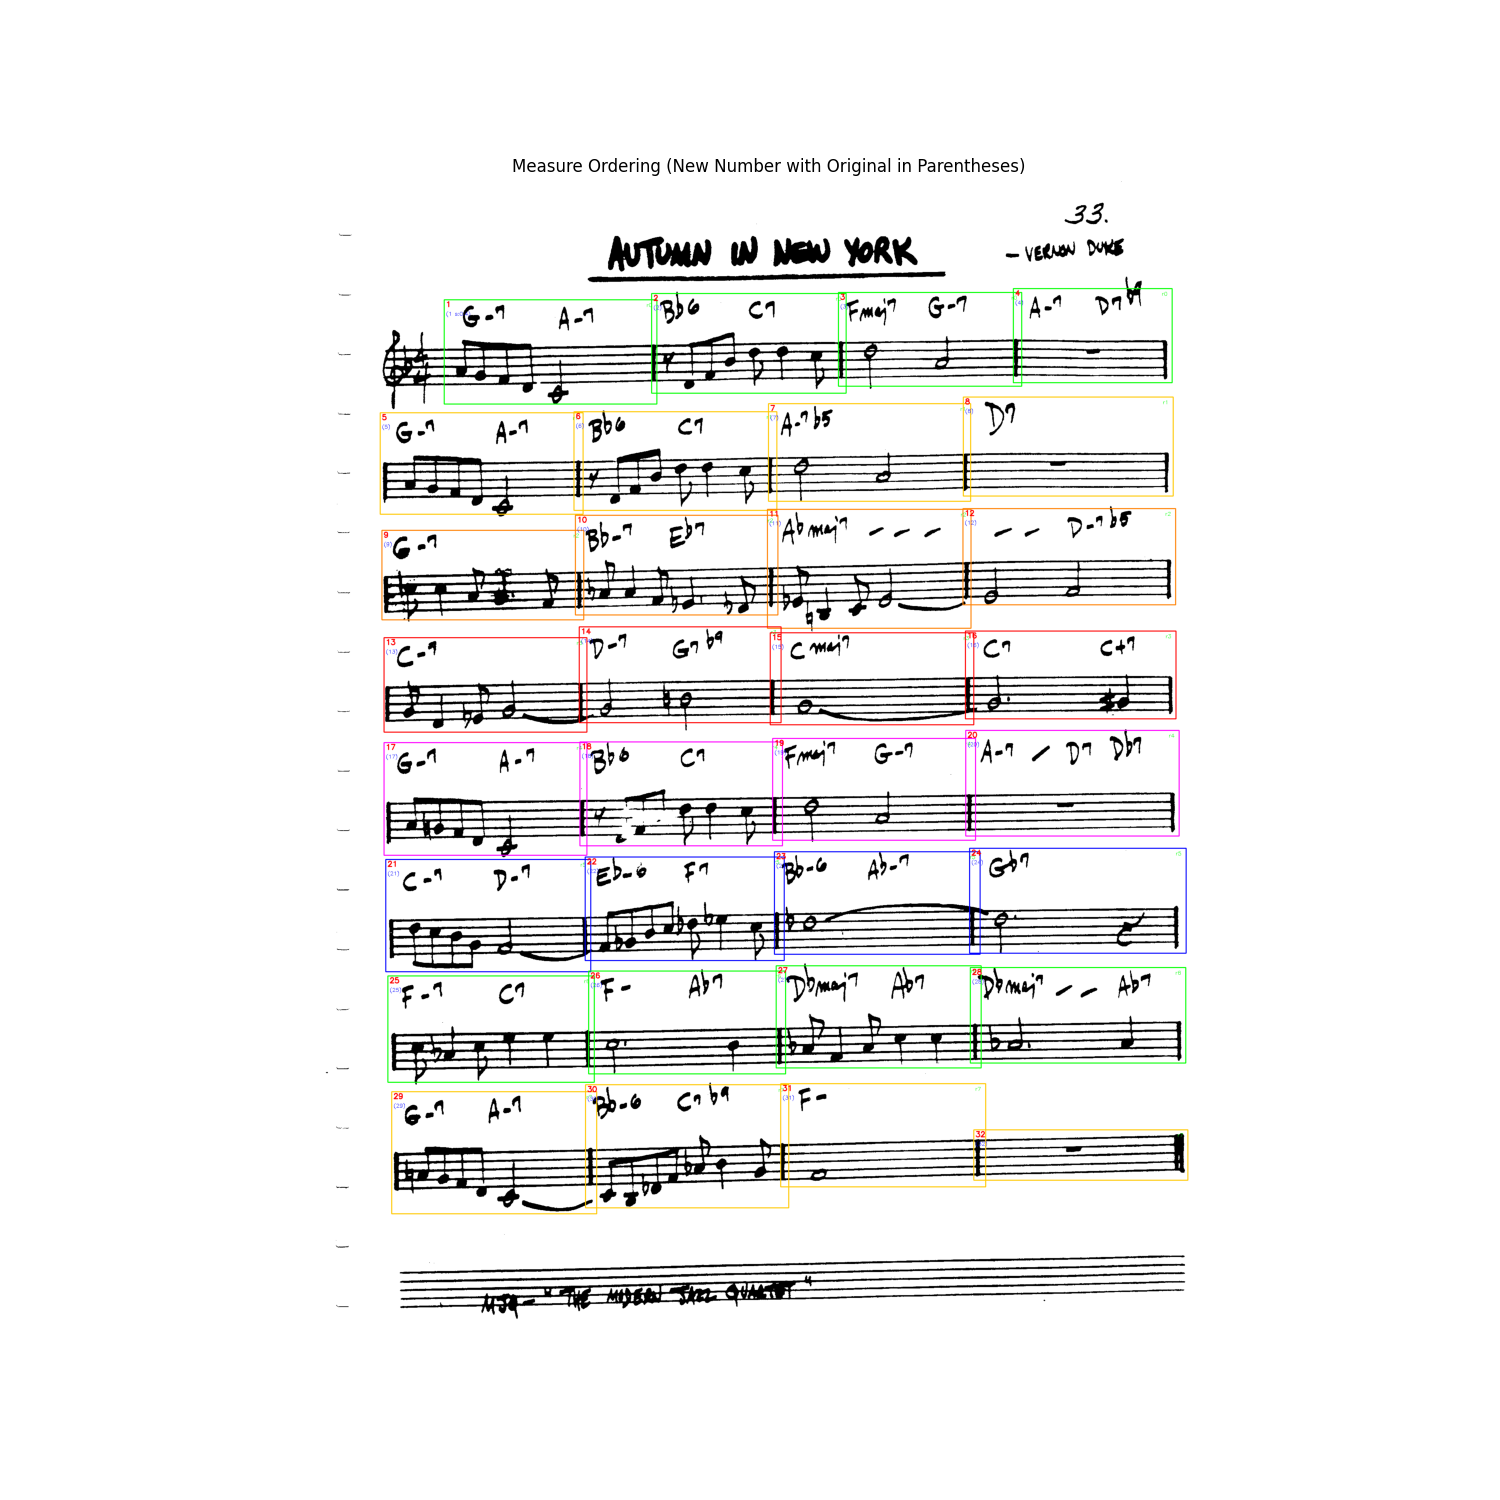 Measure Ordering (New Number with Original in Parentheses)
33.
AUTUMN IN NEW YORK
- VERNON DUKE
1 2 3 4
G-7 A-7 Bb6 C7 Fmaj7 G-7 A-7 D7b9
5 6 7 8
(5) (6) (7) (8)
G-7 A-7 Bb6 C7 A-7b5 D7
9 10 11 12
(9) (10) (11) (12)
G-7 Bb-7 Eb7 Abmaj7 - - - - - D-7b5
13 14 15 16
(13) (15) (16)
C-7 D-7 G7b9 Cmaj7 C7 C+7
17 18 19 20
(17) (20)
G-7 A-7 Bb6 C7 Fmaj7 G-7 A-7 / D7 Db7
21 22 23 24
(21) (24)
C-7 D-7 Eb-6 F7 Bb-6 Ab-7 Gb7
25 26 27 28
(25) (26)
F-7 C7 F- Ab7 Dbmaj7 Ab7 Dbmaj7 - - Ab7
29 30 31 32
(29) (31)
G-7 A-7 Bb-6 C7b9 F-
MJQ - "THE MODERN JAZZ QUARTET"